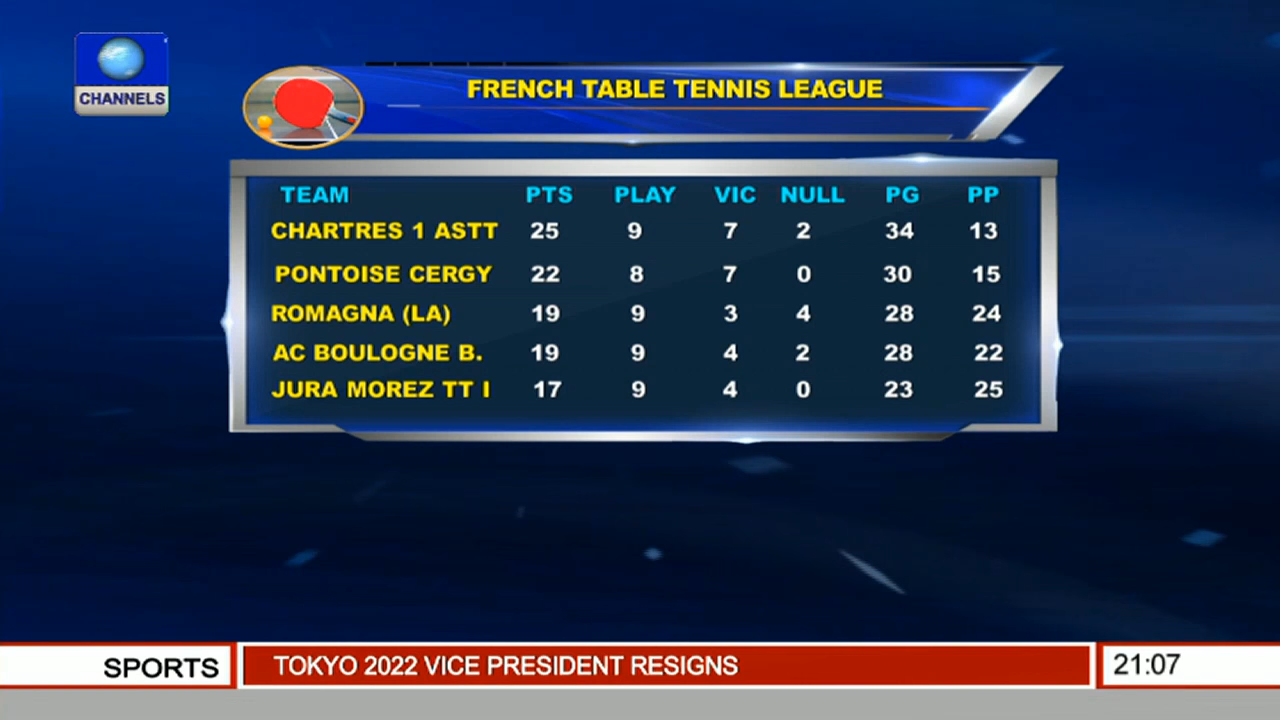 CHANNELS
FRENCH TABLE TENNIS LEAGUE
TEAM PTS PLAY VIC NULL PG PP
CHARTRES 1 ASTT 25 9 7 2 34 13
PONTOISE CERGY 22 8 7 0 30 15
ROMAGNA (LA) 19 9 3 4 28 24
AC BOULOGNE B. 19 9 4 2 28 22
JURA MOREZ TT I 17 9 4 0 23 25
SPORTS TOKYO 2022 VICE PRESIDENT RESIGNS 21:07